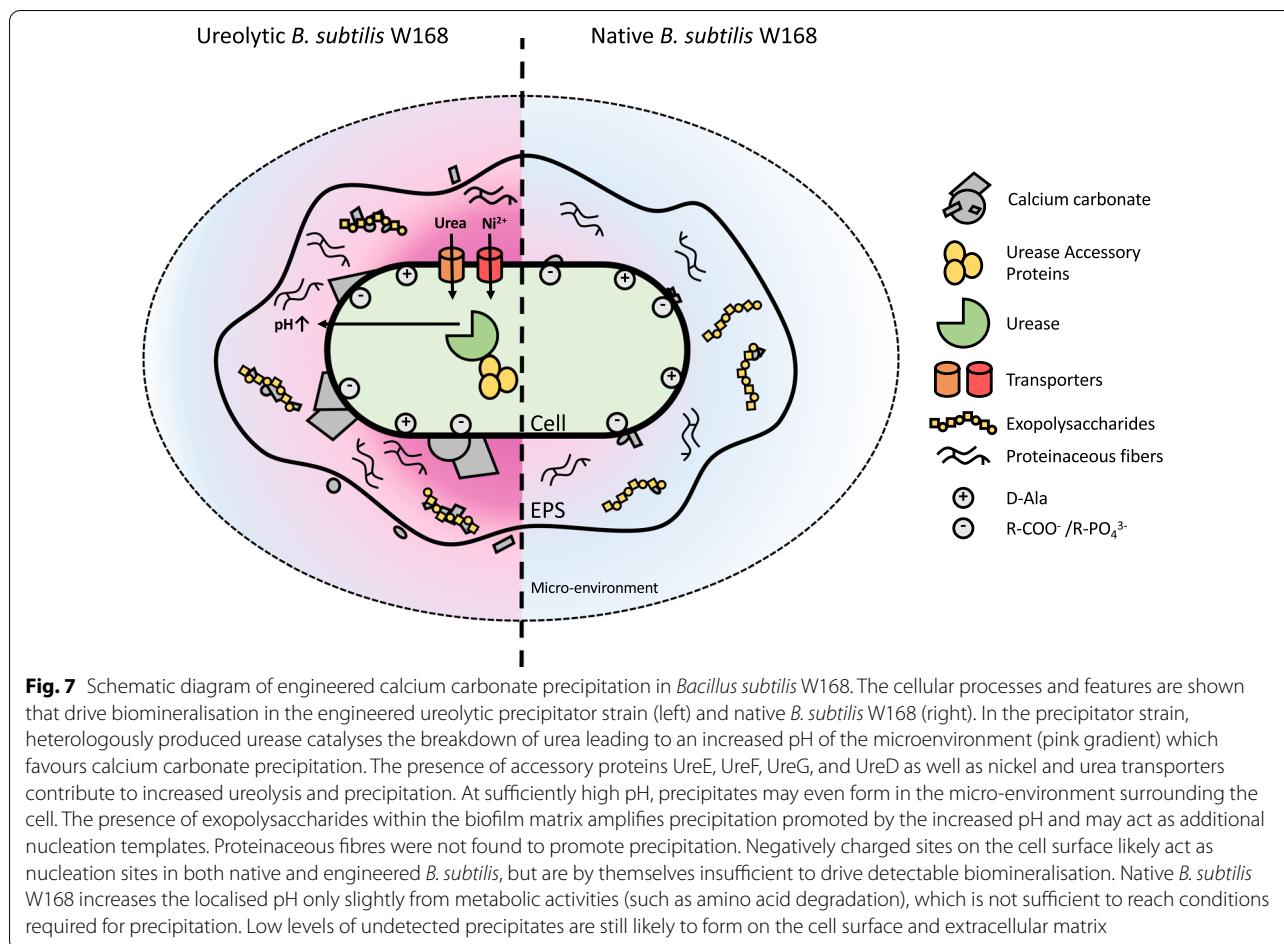 Ureolytic B. subtilis W168
Native B. subtilis W168
Urea
Ni²⁺
+
-
+
-
-
-
+
pH↑
-
+
+
-
Cell
-
EPS
Micro-environment
Calcium carbonate
Urease Accessory
Proteins
Urease
Transporters
Exopolysaccharides
Proteinaceous fibers
+ D-Ala
- R-COO⁻ /R-PO₄³⁻
Fig. 7 Schematic diagram of engineered calcium carbonate precipitation in Bacillus subtilis W168. The cellular processes and features are shown
that drive biomineralisation in the engineered ureolytic precipitator strain (left) and native B. subtilis W168 (right). In the precipitator strain,
heterologously produced urease catalyses the breakdown of urea leading to an increased pH of the microenvironment (pink gradient) which
favours calcium carbonate precipitation. The presence of accessory proteins UreE, UreF, UreG, and UreD as well as nickel and urea transporters
contribute to increased ureolysis and precipitation. At sufficiently high pH, precipitates may even form in the micro-environment surrounding the
cell. The presence of exopolysaccharides within the biofilm matrix amplifies precipitation promoted by the increased pH and may act as additional
nucleation templates. Proteinaceous fibres were not found to promote precipitation. Negatively charged sites on the cell surface likely act as
nucleation sites in both native and engineered B. subtilis, but are by themselves insufficient to drive detectable biomineralisation. Native B. subtilis
W168 increases the localised pH only slightly from metabolic activities (such as amino acid degradation), which is not sufficient to reach conditions
required for precipitation. Low levels of undetected precipitates are still likely to form on the cell surface and extracellular matrix